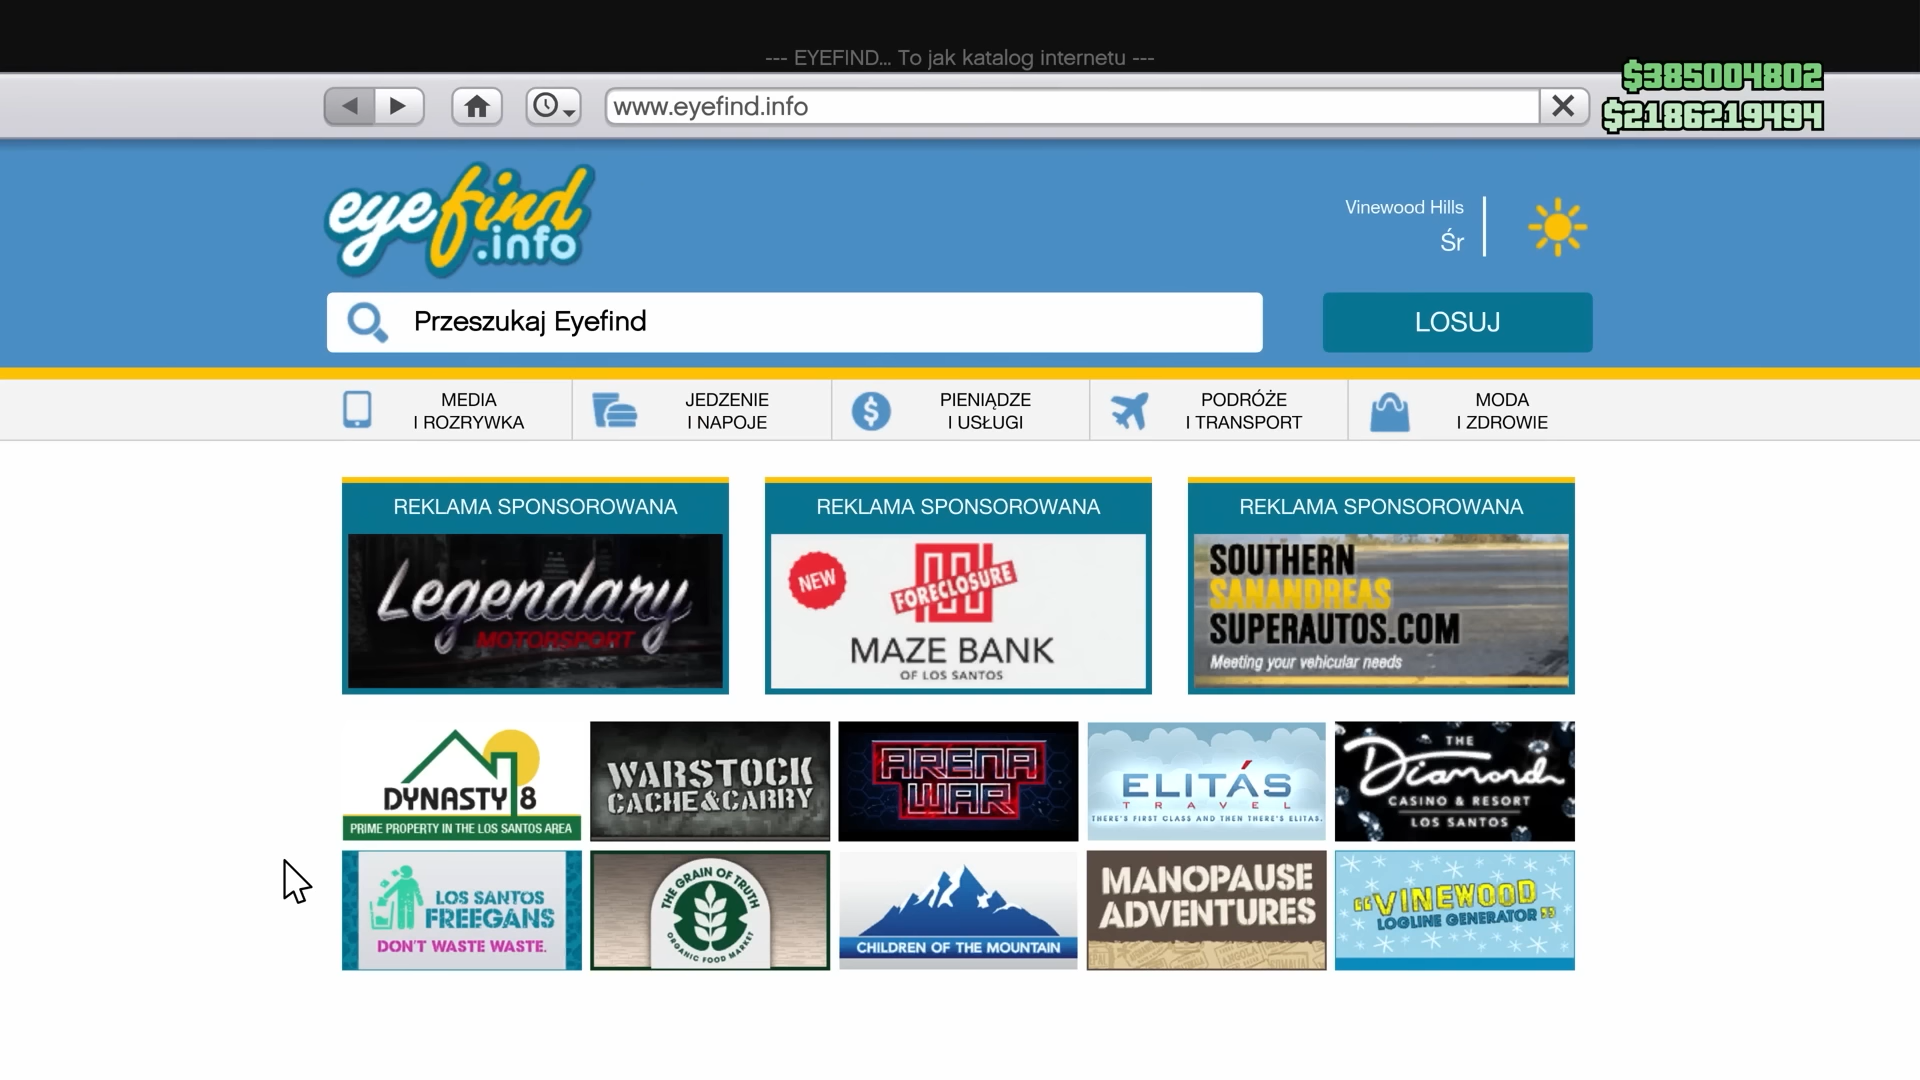 --- EYEFIND... To jak katalog internetu ---
$385004802
www.eyefind.info
$2186219494
eyefind
.info
Vinewood Hills
Śr
Przeszukaj Eyefind
LOSUJ
MEDIA
I ROZRYWKA
JEDZENIE
I NAPOJE
PIENIĄDZE
I USŁUGI
PODRÓŻE
I TRANSPORT
MODA
I ZDROWIE
REKLAMA SPONSOROWANA
Legendary
MOTORSPORT
REKLAMA SPONSOROWANA
NEW
FORECLOSURE
MAZE BANK
OF LOS SANTOS
REKLAMA SPONSOROWANA
SOUTHERN
SANANDREAS
SUPERAUTOS.COM
Meeting your vehicular needs
DYNASTY 8
PRIME PROPERTY IN THE LOS SANTOS AREA
WARSTOCK
CACHE&CARRY
ARENA
WAR
ELITÁS
TRAVEL
THERE'S FIRST CLASS AND THEN THERE'S ELITAS.
THE
Diamond
CASINO & RESORT
LOS SANTOS
LOS SANTOS
FREEGANS
DON'T WASTE WASTE.
THE GRAIN OF TRUTH
ORGANIC FOOD MARKET
CHILDREN OF THE MOUNTAIN
MANOPAUSE
ADVENTURES
"VINEWOOD
LOGLINE GENERATOR"